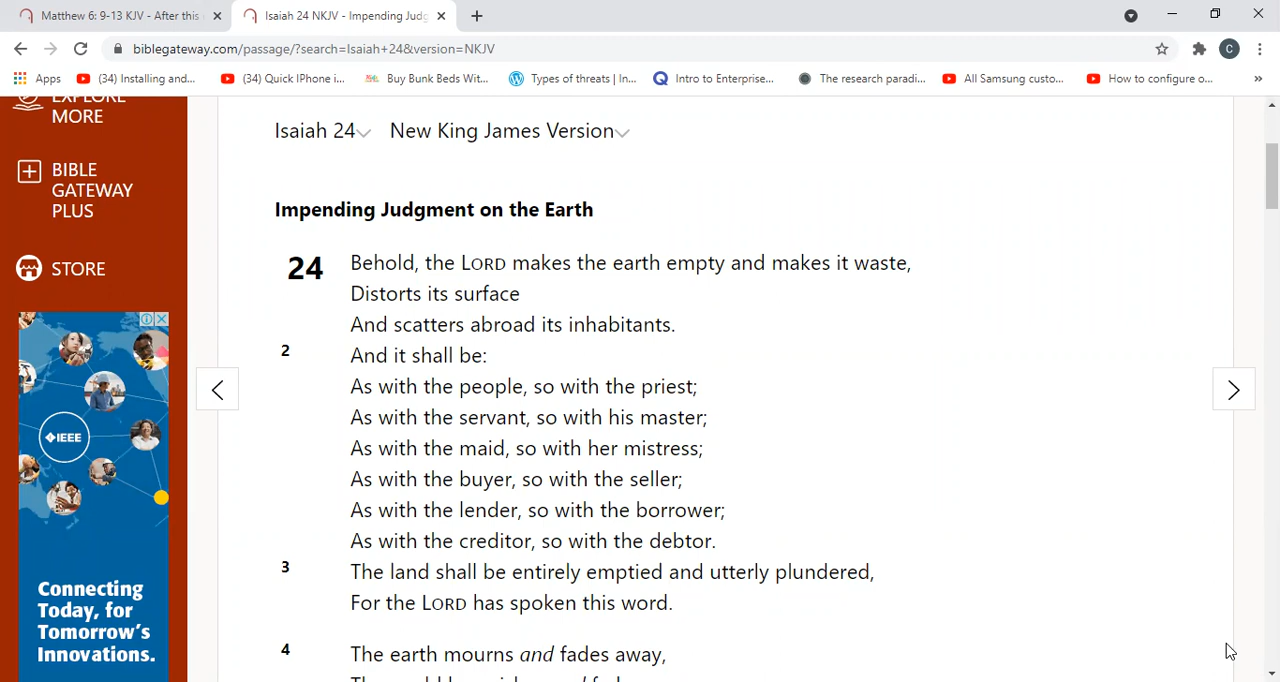 Matthew 6: 9-13 KJV - After this
Isaiah 24 NKJV - Impending Judg
biblegateway.com/passage/?search=Isaiah+24&version=NKJV
C
Apps
(34) Installing and...
(34) Quick IPhone i...
Buy Bunk Beds Wit...
Types of threats | In...
Intro to Enterprise...
The research paradi...
All Samsung custo...
How to configure o...
»
EXPLORE
MORE
BIBLE
GATEWAY
PLUS
STORE
IEEE
Connecting
Today, for
Tomorrow's
Innovations.
Isaiah 24 New King James Version
Impending Judgment on the Earth
24 Behold, the LORD makes the earth empty and makes it waste,
Distorts its surface
And scatters abroad its inhabitants.
2 And it shall be:
As with the people, so with the priest;
As with the servant, so with his master;
As with the maid, so with her mistress;
As with the buyer, so with the seller;
As with the lender, so with the borrower;
As with the creditor, so with the debtor.
3 The land shall be entirely emptied and utterly plundered,
For the LORD has spoken this word.
4 The earth mourns and fades away,